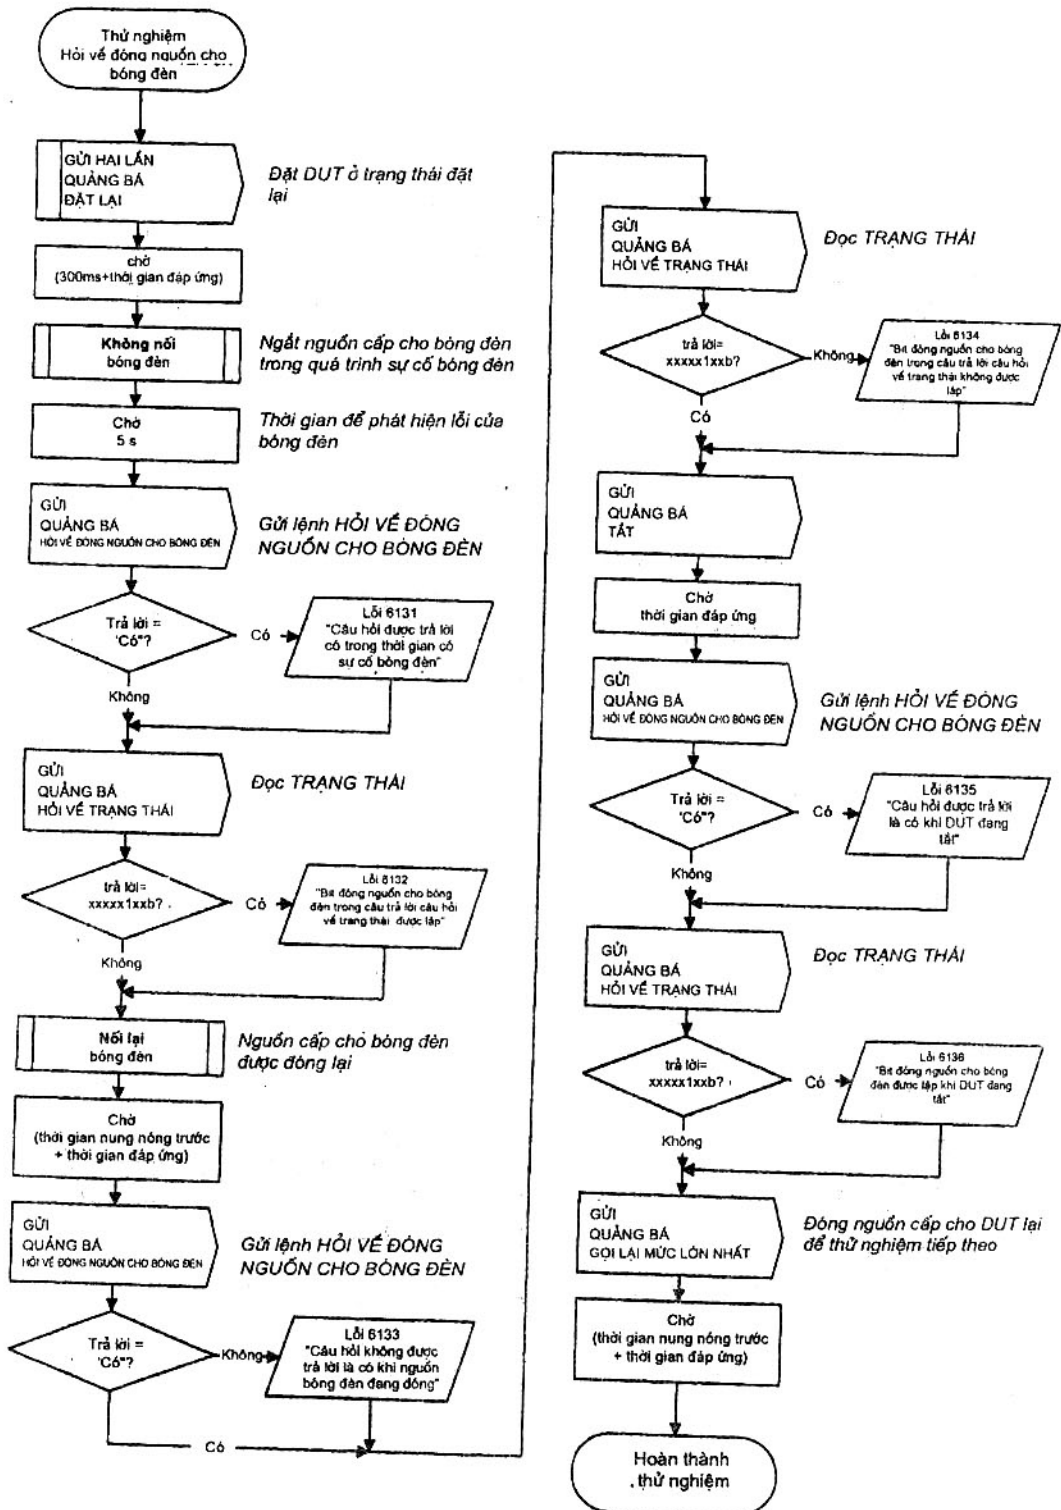 Thử nghiệm
Hỏi về đóng nguồn cho
bóng đèn
GỬI HAI LẦN
QUẢNG BÁ
ĐẶT LẠI
Đặt DUT ở trạng thái đặt
lại
chờ
(300ms+thời gian đáp ứng)
Không nối
bóng đèn
Ngắt nguồn cấp cho bóng đèn
trong quá trình sự cố bóng đèn
Chờ
5 s
Thời gian để phát hiện lỗi của
bóng đèn
GỬI
QUẢNG BÁ
HỎI VỀ ĐÓNG NGUỒN CHO BÓNG ĐÈN
Gửi lệnh HỎI VỀ ĐÓNG
NGUỒN CHO BÓNG ĐÈN
Trả lời =
'Có"?
Có
Lỗi 6131
"Câu hỏi được trả lời
có trong thời gian có
sự cố bóng đèn"
Không
GỬI
QUẢNG BÁ
HỎI VỀ TRẠNG THÁI
Đọc TRẠNG THÁI
trả lời=
xxxxx1xxb?
Có
Lỗi 6132
"Bit đóng nguồn cho bóng
đèn trong câu trả lời câu hỏi
về trạng thái được lập"
Không
Nối lại
bóng đèn
Nguồn cấp cho bóng đèn
được đóng lại
Chờ
(thời gian nung nóng trước
+ thời gian đáp ứng)
GỬI
QUẢNG BÁ
HỎI VỀ ĐÓNG NGUỒN CHO BÓNG ĐÈN
Gửi lệnh HỎI VỀ ĐÓNG
NGUỒN CHO BÓNG ĐÈN
Trả lời =
'Có"?
Không
Lỗi 6133
"Câu hỏi không được
trả lời là có khi nguồn
bóng đèn đang đóng"
Có
GỬI
QUẢNG BÁ
HỎI VỀ TRẠNG THÁI
Đọc TRẠNG THÁI
trả lời=
xxxxx1xxb?
Không
Lỗi 6134
"Bit đóng nguồn cho bóng
đèn trong câu trả lời câu hỏi
về trạng thái không được
lập"
Có
GỬI
QUẢNG BÁ
TẮT
Chờ
thời gian đáp ứng
GỬI
QUẢNG BÁ
HỎI VỀ ĐÓNG NGUỒN CHO BÓNG ĐÈN
Gửi lệnh HỎI VỀ ĐÓNG
NGUỒN CHO BÓNG ĐÈN
Trả lời =
'Có"?
Có
Lỗi 6135
"Câu hỏi được trả lời
là có khi DUT đang
tắt"
Không
GỬI
QUẢNG BÁ
HỎI VỀ TRẠNG THÁI
Đọc TRẠNG THÁI
trả lời=
xxxxx1xxb?
Có
Lỗi 6136
"Bit đóng nguồn cho bóng
đèn được lập khi DUT đang
tắt"
Không
GỬI
QUẢNG BÁ
GỌI LẠI MỨC LỚN NHẤT
Đóng nguồn cấp cho DUT lại
để thử nghiệm tiếp theo
Chờ
(thời gian nung nóng trước
+ thời gian đáp ứng)
Hoàn thành
thử nghiệm